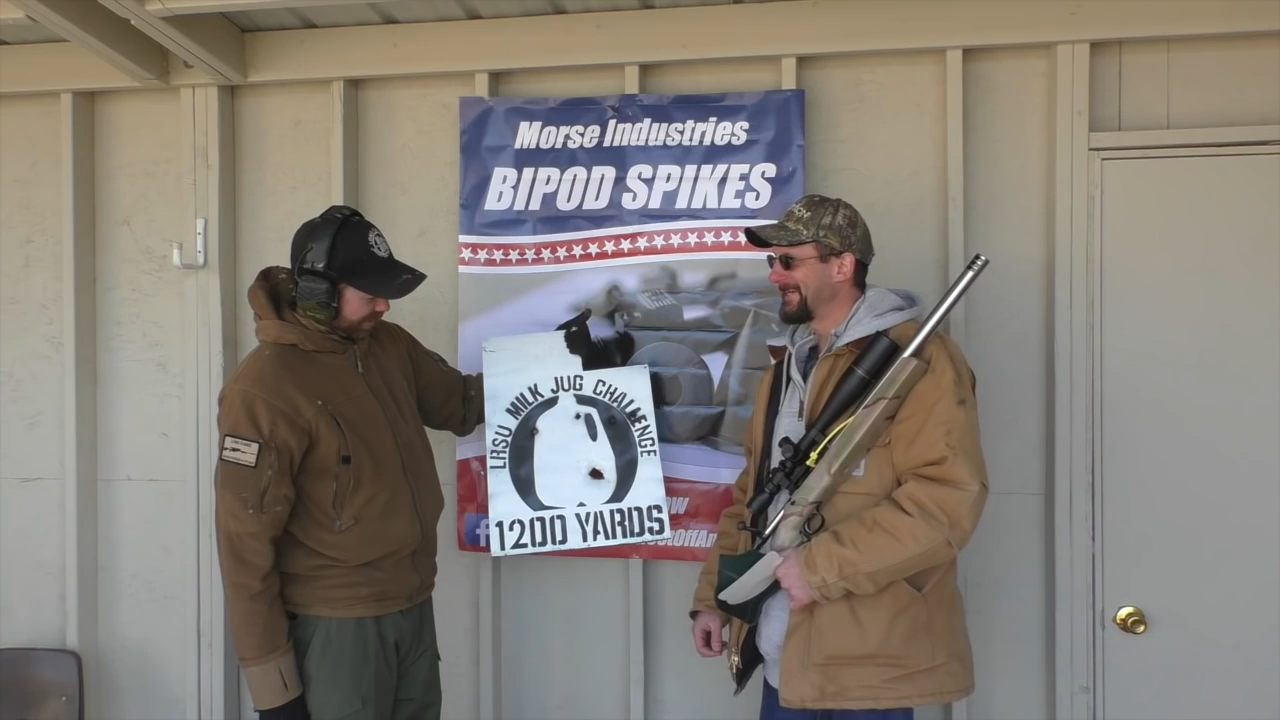 Morse Industries
BIPOD SPIKES
LRSU MILK JUG CHALLENGE
1200 YARDS
f